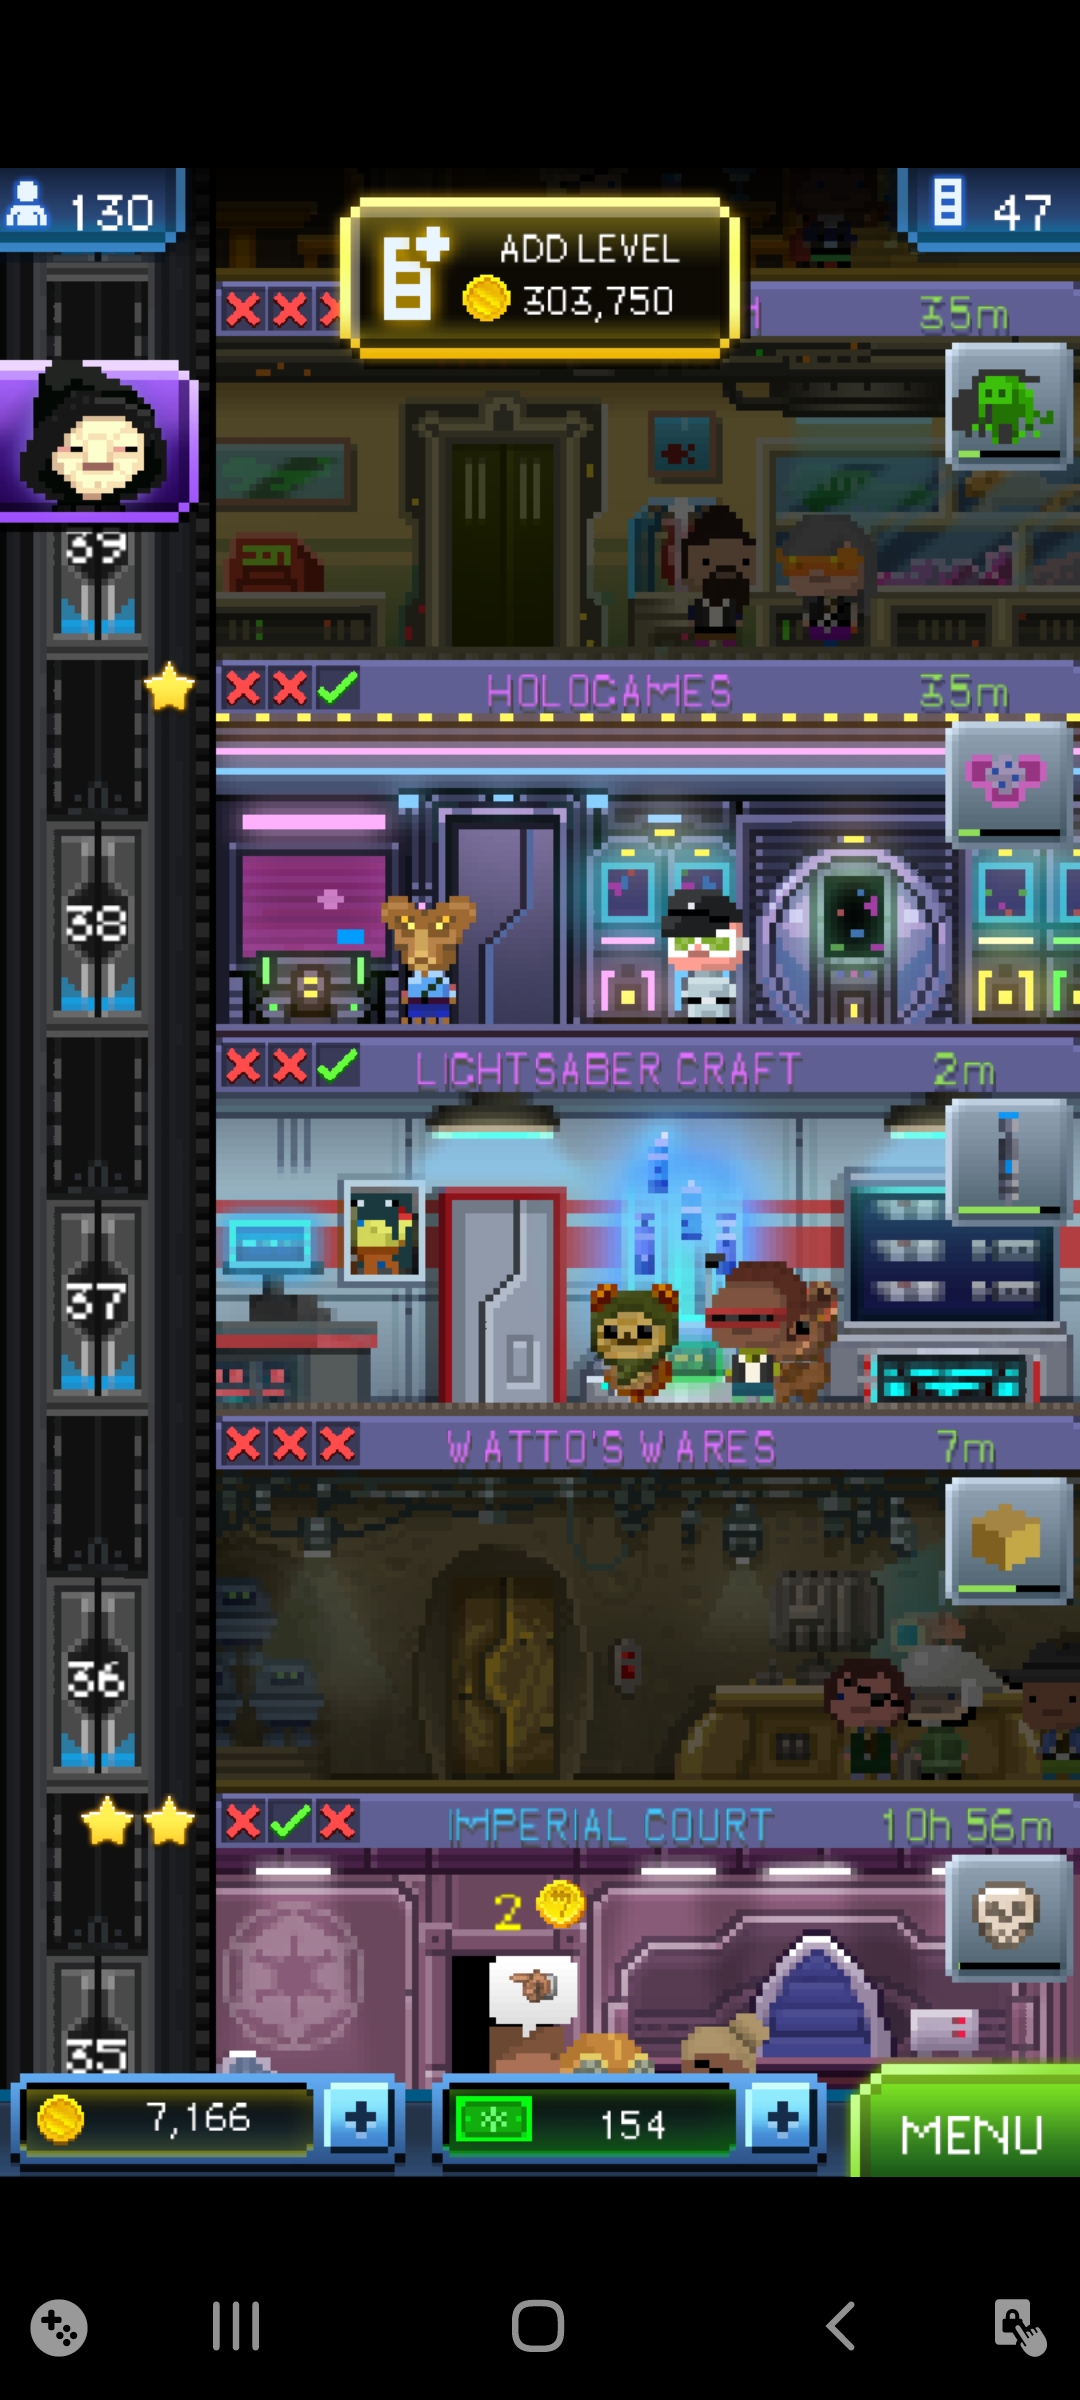 130
47
ADD LEVEL
303,750
35m
39
HOLOGAMES
35m
38
LIGHTSABER CRAFT
2m
37
WATTO'S WARES
7m
36
IMPERIAL COURT
10h 56m
2
35
7,166
154
MENU